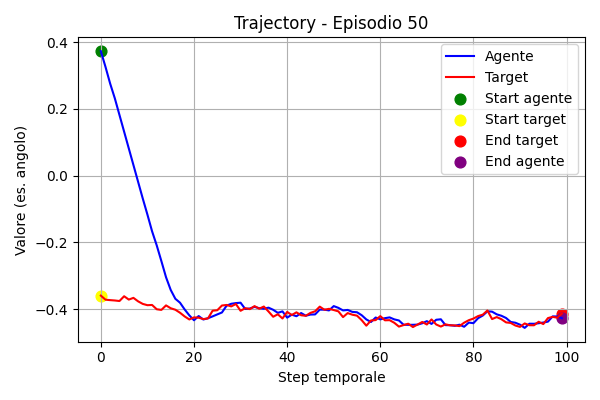 Trajectory - Episodio 50
Valore (es. angolo)
0.4
0.2
0.0
−0.2
−0.4
Agente
Target
Start agente
Start target
End target
End agente
0
20
40
60
80
100
Step temporale